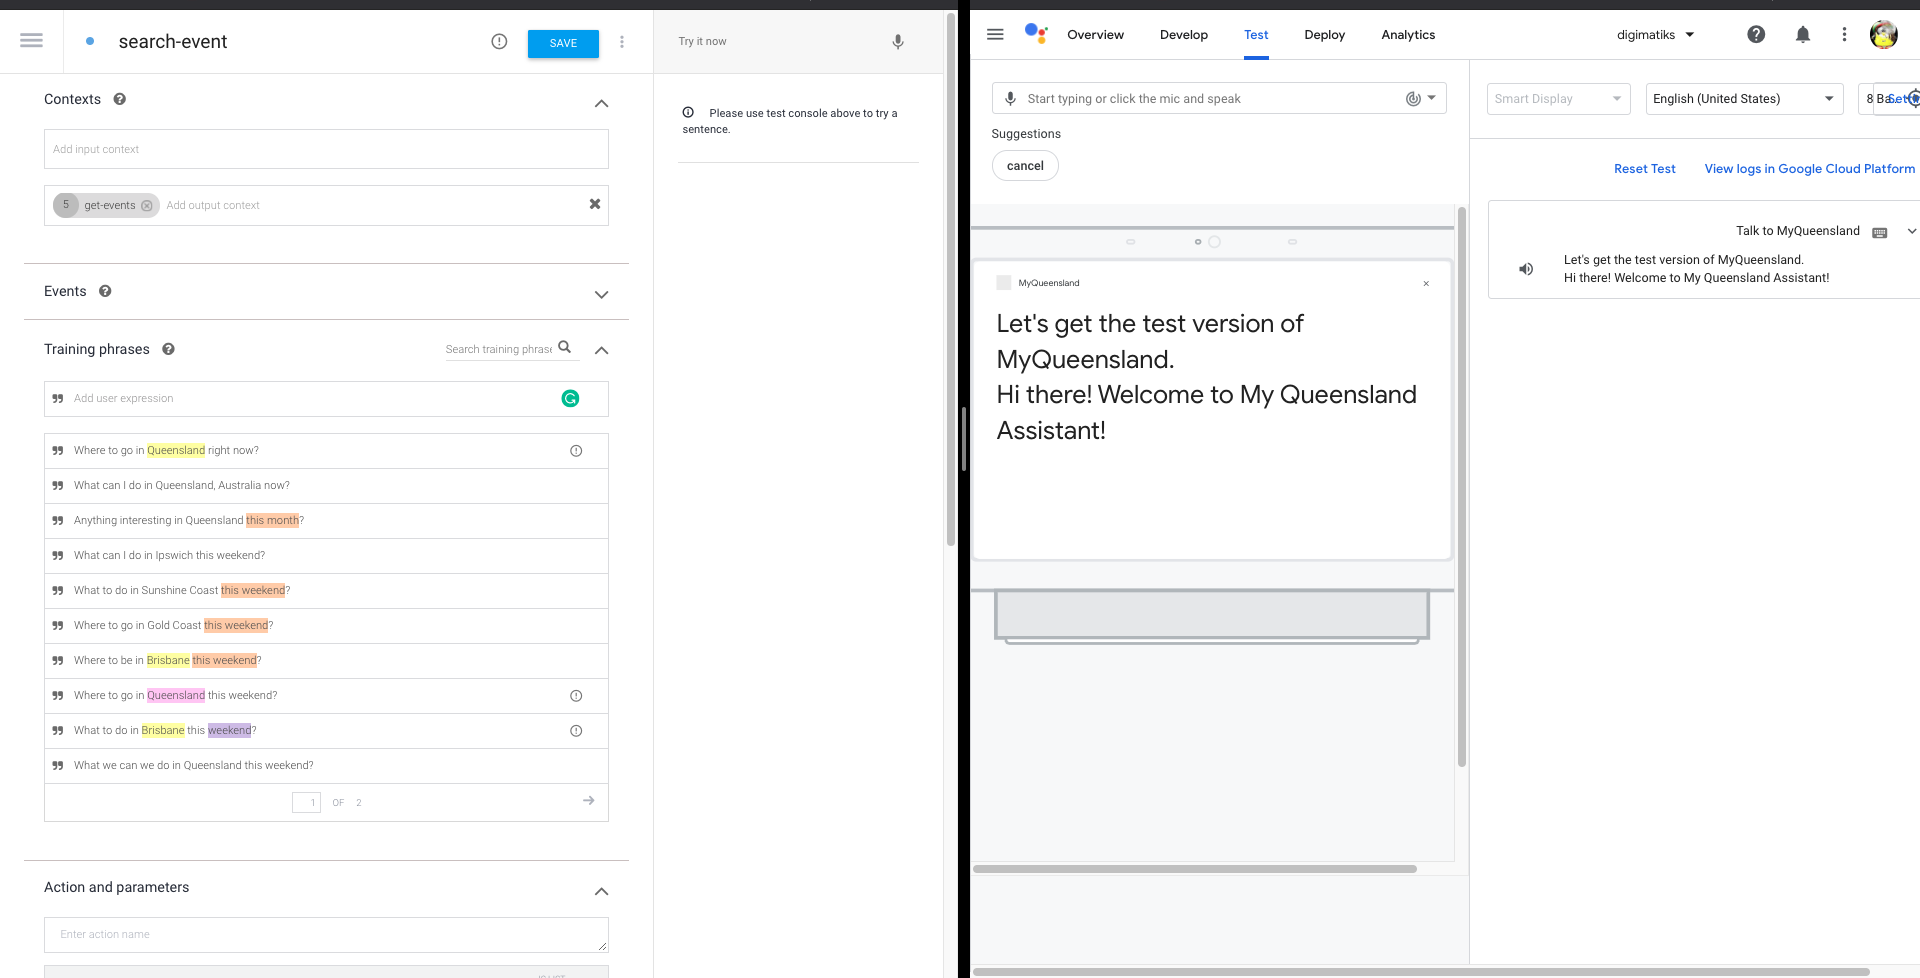 search-event
SAVE
Try it now
Contexts
Add input context
5 get-events Add output context
Please use test console above to try a
sentence.
Events
Training phrases
Search training phrase
Add user expression
Where to go in Queensland right now?
What can I do in Queensland, Australia now?
Anything interesting in Queensland this month?
What can I do in Ipswich this weekend?
What to do in Sunshine Coast this weekend?
Where to go in Gold Coast this weekend?
Where to be in Brisbane this weekend?
Where to go in Queensland this weekend?
What to do in Brisbane this weekend?
What we can we do in Queensland this weekend?
1 OF 2
Action and parameters
Enter action name
Overview Develop Test Deploy Analytics
digimatiks
Start typing or click the mic and speak
Suggestions
cancel
MyQueensland
Let's get the test version of
MyQueensland.
Hi there! Welcome to My Queensland
Assistant!
Smart Display
English (United States)
8 Ba...
Reset Test View logs in Google Cloud Platform
Talk to MyQueensland
Let's get the test version of MyQueensland.
Hi there! Welcome to My Queensland Assistant!